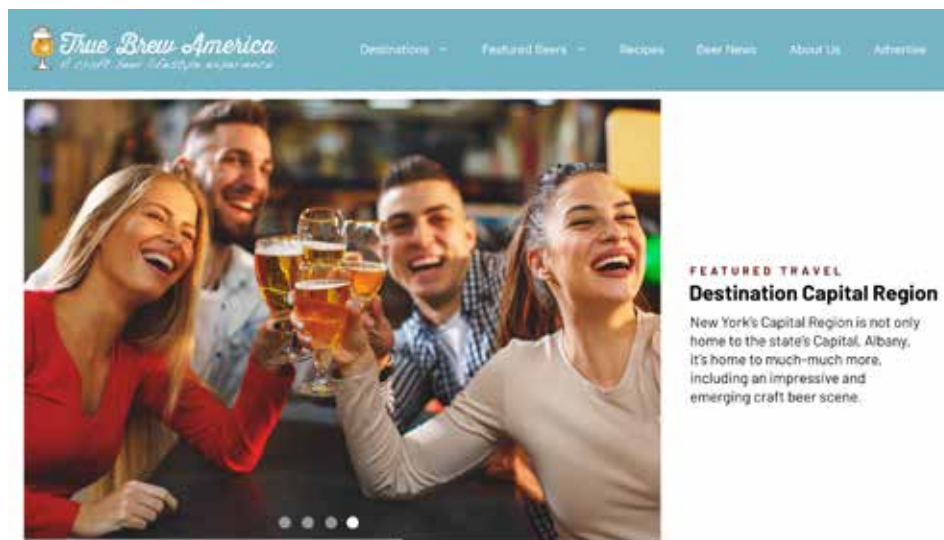 True Brew America
A craft beer lifestyle experience
Destinations Featured Beers Recipes Beer News About Us Advertise
FEATURED TRAVEL
Destination Capital Region
New York's Capital Region is not only
home to the state's Capital, Albany,
it's home to much-much more,
including an impressive and
emerging craft beer scene.